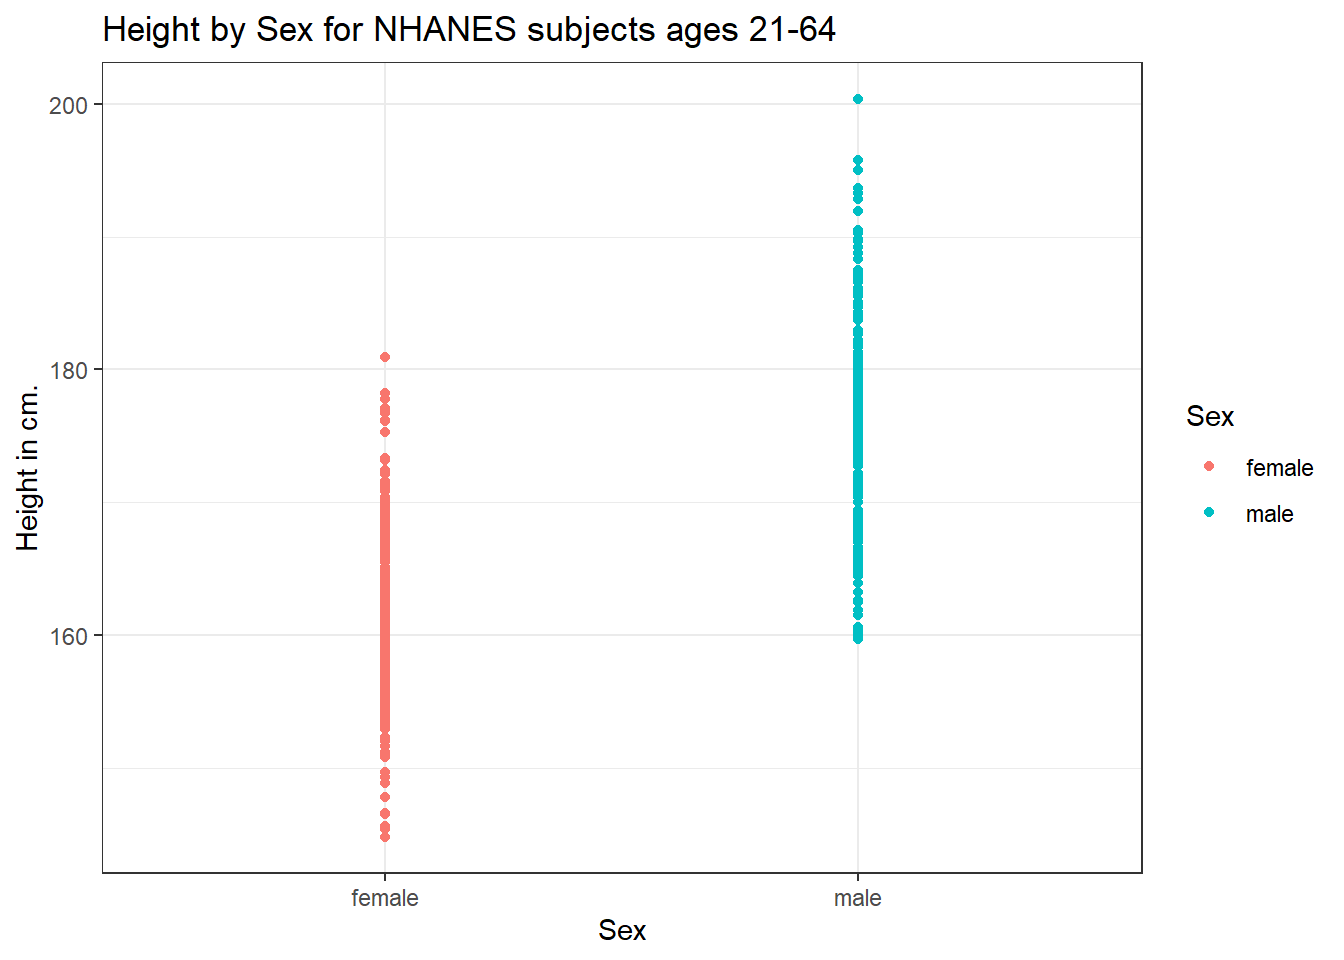 Height by Sex for NHANES subjects ages 21-64
200
180
160
Height in cm.
female
male
Sex
Sex
female
male